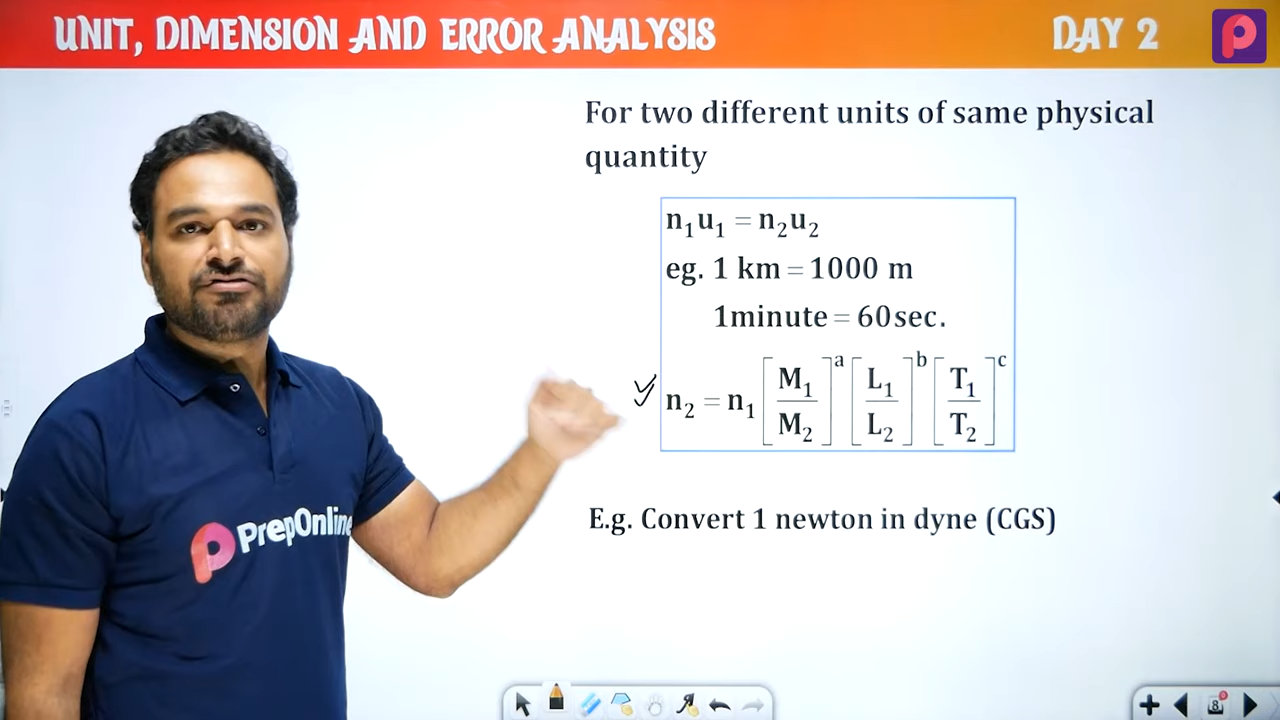 UNIT, DIMENSION AND ERROR ANALYSIS
DAY 2
For two different units of same physical
quantity
n₁u₁ = n₂u₂
eg. 1 km = 1000 m
1minute = 60sec.
n₂ = n₁ [M₁/M₂]ᵃ [L₁/L₂]ᵇ [T₁/T₂]ᶜ
E.g. Convert 1 newton in dyne (CGS)
PrepOnline
8